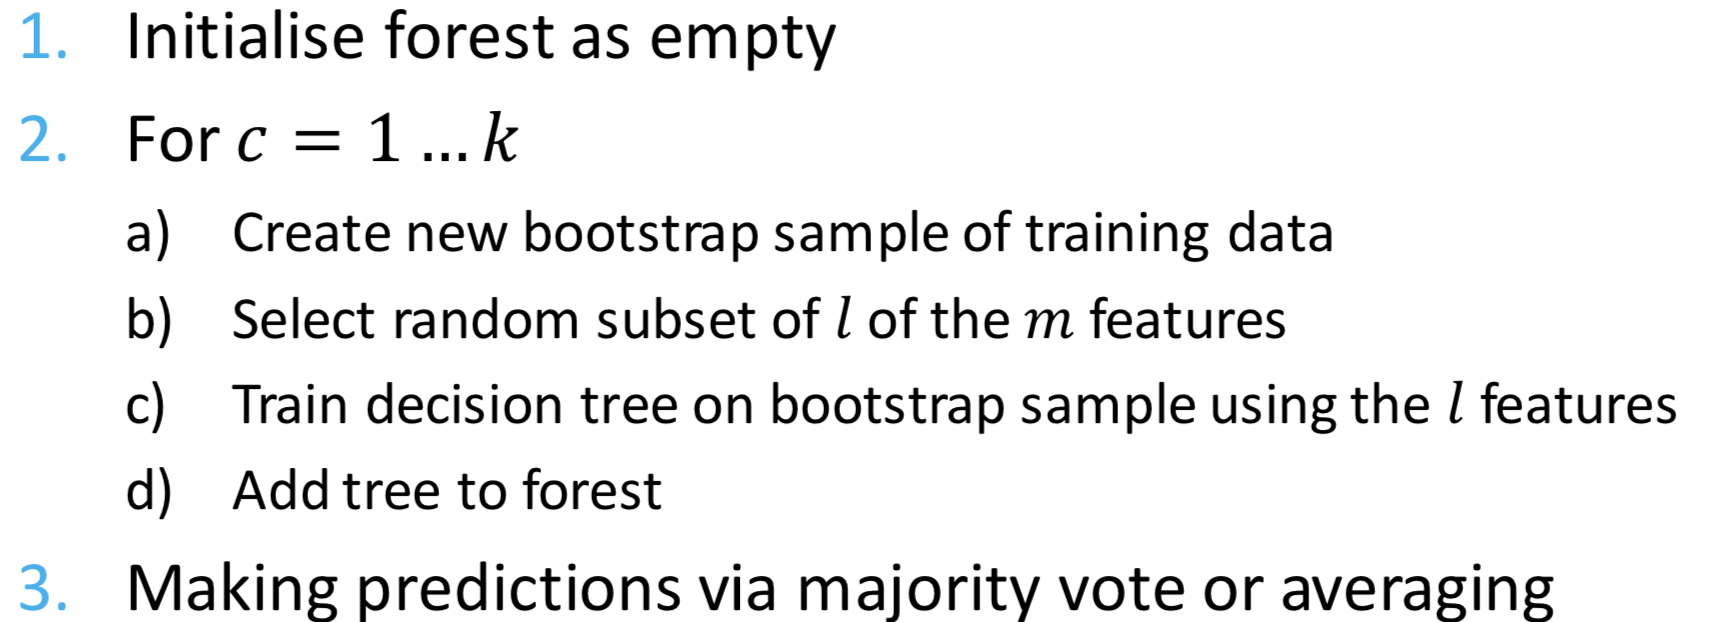 1. Initialise forest as empty
2. For c = 1 … k
a) Create new bootstrap sample of training data
b) Select random subset of l of the m features
c) Train decision tree on bootstrap sample using the l features
d) Add tree to forest
3. Making predictions via majority vote or averaging